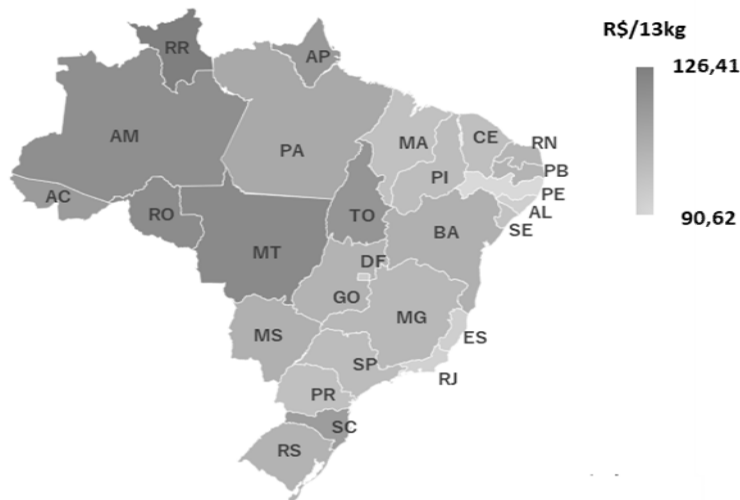 R$/13kg
126,41
90,62
RR
AP
AM
PA
MA
CE
RN
PB
PI
PE
AC
AL
RO
TO
SE
BA
MT
DF
GO
MG
MS
ES
SP
RJ
PR
SC
RS